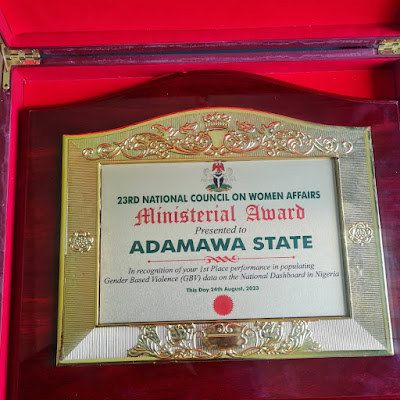 23RD NATIONAL COUNCIL ON WOMEN AFFAIRS
Ministerial Award
Presented to
ADAMAWA STATE
In recognition of your 1st Place performance in populating
Gender Based Violence (GBV) data on the National Dashboard in Nigeria
This Day 24th August, 2023